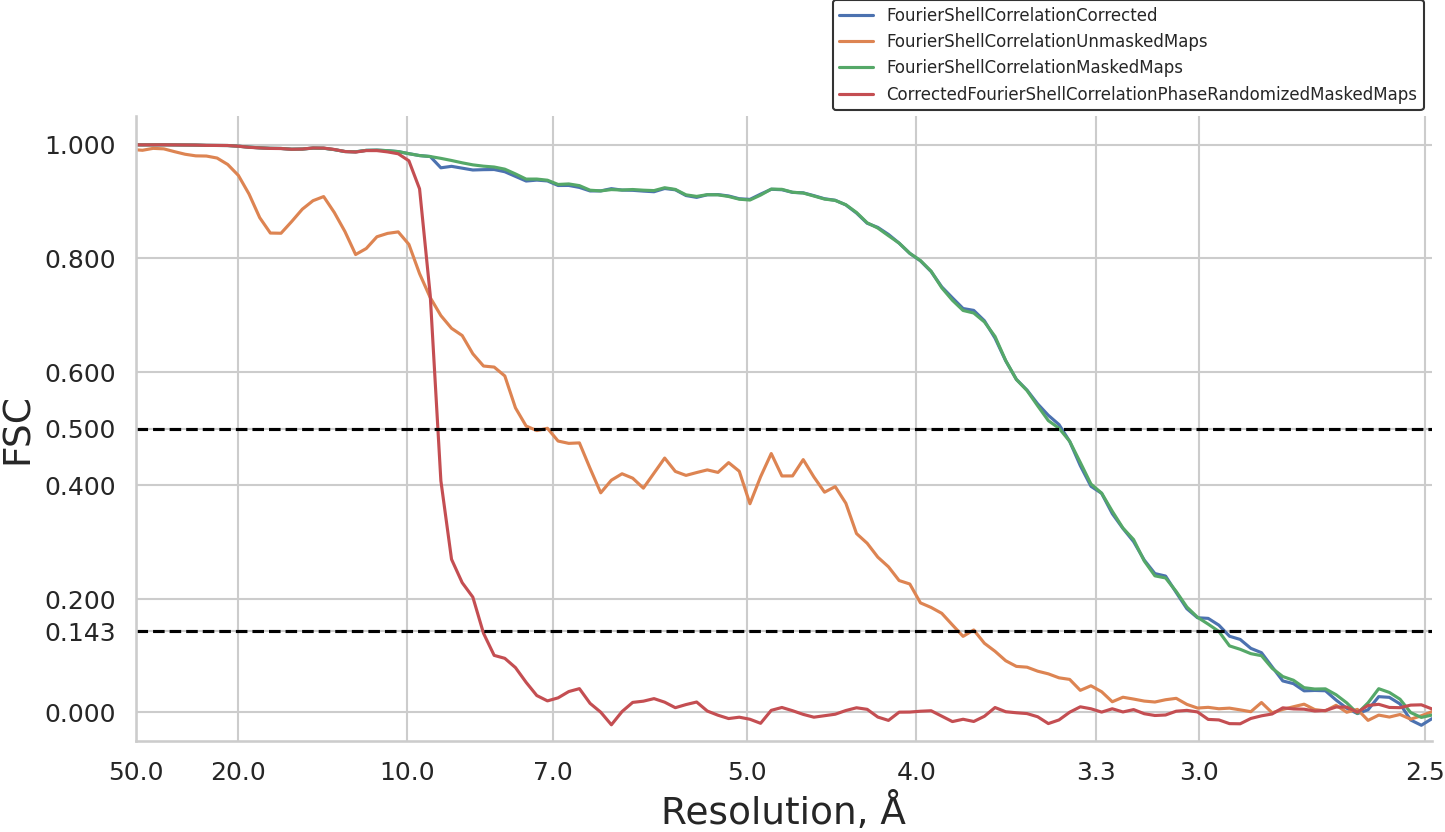 FourierShellCorrelationCorrected
FourierShellCorrelationUnmaskedMaps
FourierShellCorrelationMaskedMaps
CorrectedFourierShellCorrelationPhaseRandomizedMaskedMaps
1.000
0.800
0.600
0.500
0.400
0.200
0.143
0.000
FSC
50.0 20.0 10.0 7.0 5.0 4.0 3.3 3.0 2.5
Resolution, Å